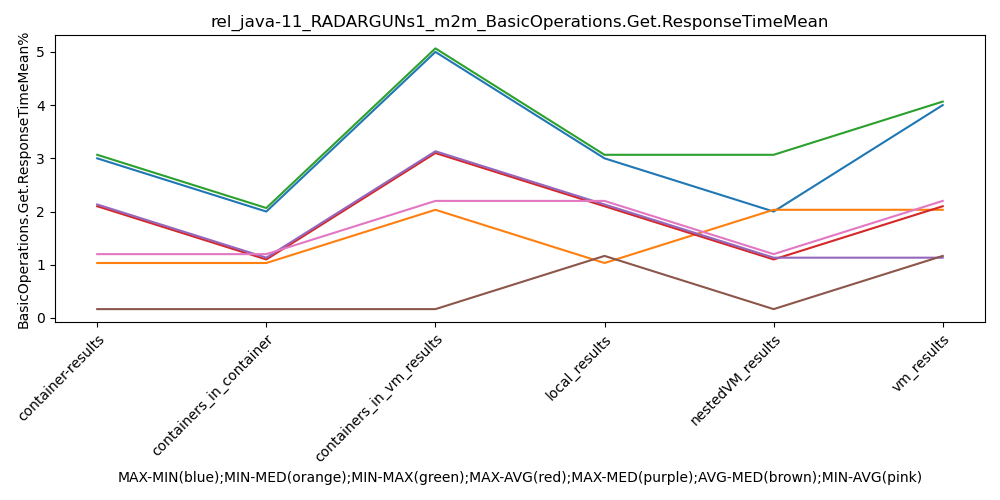 rel_java-11_RADARGUNs1_m2m_BasicOperations.Get.ResponseTimeMean
BasicOperations.Get.ResponseTimeMean%
5
4
3
2
1
0
container-results
containers_in_container
containers_in_vm_results
local_results
nestedVM_results
vm_results
MAX-MIN(blue);MIN-MED(orange);MIN-MAX(green);MAX-AVG(red);MAX-MED(purple);AVG-MED(brown);MIN-AVG(pink)